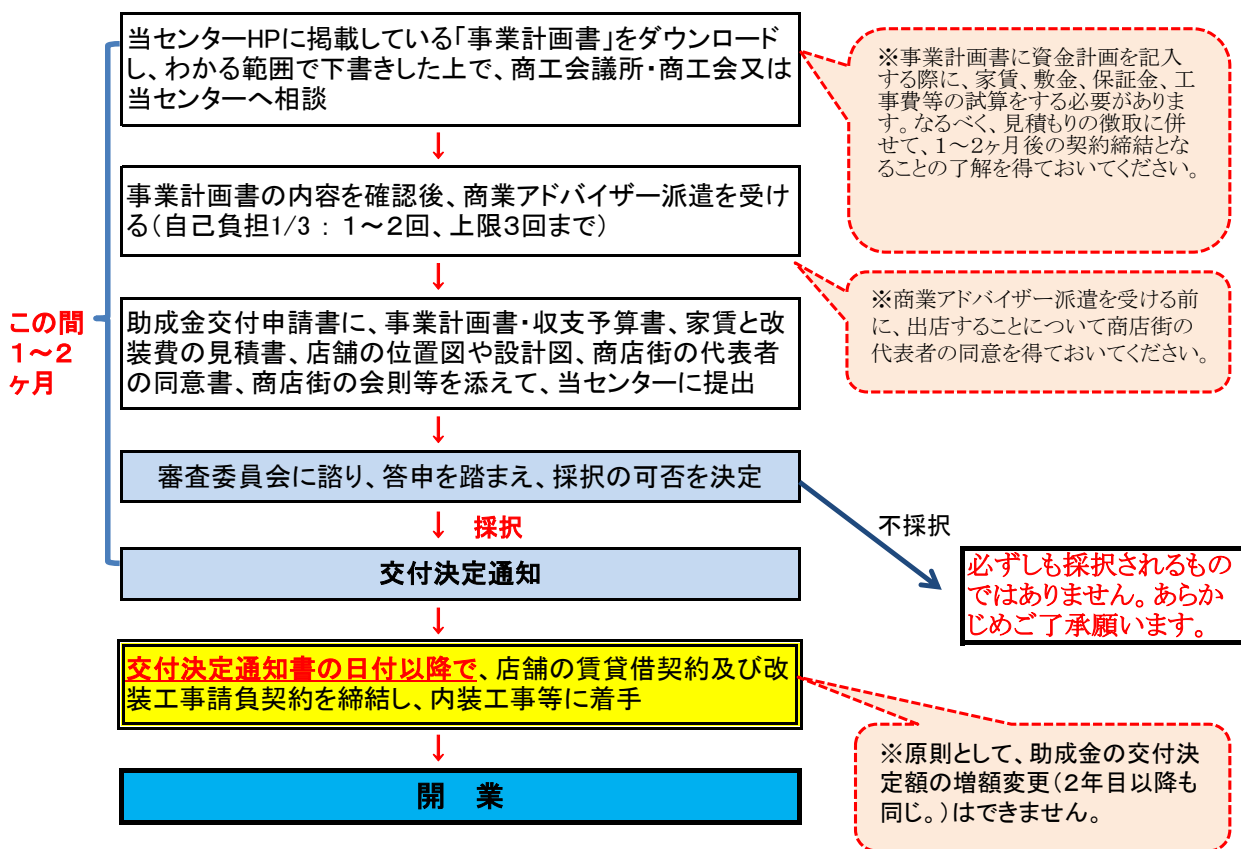 当センターHPに掲載している「事業計画書」をダウンロード
し、わかる範囲で下書きした上で、商工会議所・商工会又は
当センターへ相談
※事業計画書に資金計画を記入
する際に、家賃、敷金、保証金、工
事費等の試算をする必要がありま
す。なるべく、見積もりの徴取に併
せて、1～2ヶ月後の契約締結とな
ることの了解を得ておいてください。
↓
事業計画書の内容を確認後、商業アドバイザー派遣を受け
る(自己負担1/3 : 1～2回、上限3回まで)
↓
※商業アドバイザー派遣を受ける前
に、出店することについて商店街の
代表者の同意を得ておいてください。
この間
1～2
ヶ月
助成金交付申請書に、事業計画書・収支予算書、家賃と改
装費の見積書、店舗の位置図や設計図、商店街の代表者
の同意書、商店街の会則等を添えて、当センターに提出
↓
審査委員会に諮り、答申を踏まえ、採択の可否を決定
↓ 採択
不採択
必ずしも採択されるもの
ではありません。あらか
じめご了承願います。
交付決定通知
↓
交付決定通知書の日付以降で、店舗の賃貸借契約及び改
装工事請負契約を締結し、内装工事等に着手
↓
※原則として、助成金の交付決
定額の増額変更(2年目以降も
同じ。)はできません。
開 業